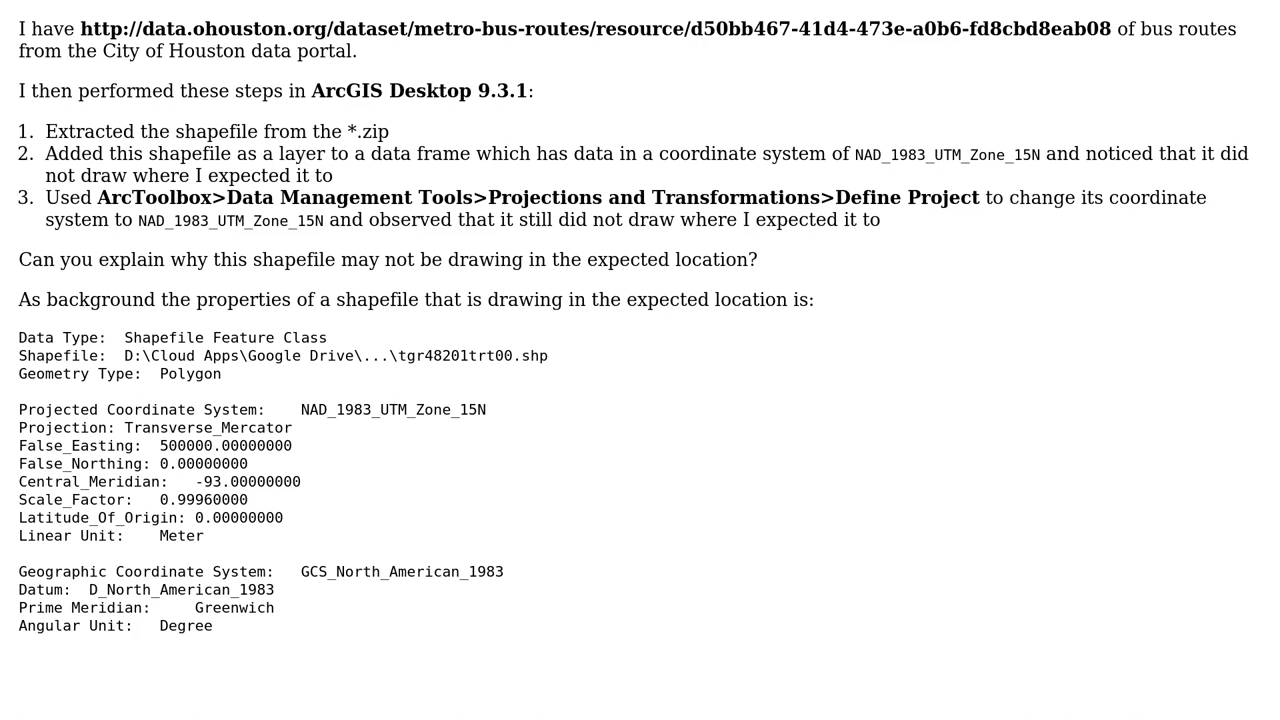 I have http://data.ohouston.org/dataset/metro-bus-routes/resource/d50bb467-41d4-473e-a0b6-fd8cbd8eab08 of bus routes
from the City of Houston data portal.
I then performed these steps in ArcGIS Desktop 9.3.1:
1. Extracted the shapefile from the *.zip
2. Added this shapefile as a layer to a data frame which has data in a coordinate system of NAD_1983_UTM_Zone_15N and noticed that it did
not draw where I expected it to
3. Used ArcToolbox>Data Management Tools>Projections and Transformations>Define Project to change its coordinate
system to NAD_1983_UTM_Zone_15N and observed that it still did not draw where I expected it to
Can you explain why this shapefile may not be drawing in the expected location?
As background the properties of a shapefile that is drawing in the expected location is:
Data Type:  Shapefile Feature Class
Shapefile:  D:\Cloud Apps\Google Drive\...\tgr48201trt00.shp
Geometry Type:  Polygon
Projected Coordinate System:    NAD_1983_UTM_Zone_15N
Projection: Transverse_Mercator
False_Easting:  500000.00000000
False_Northing: 0.00000000
Central_Meridian:   -93.00000000
Scale_Factor:   0.99960000
Latitude_Of_Origin: 0.00000000
Linear Unit:    Meter
Geographic Coordinate System:   GCS_North_American_1983
Datum:  D_North_American_1983
Prime Meridian:     Greenwich
Angular Unit:   Degree